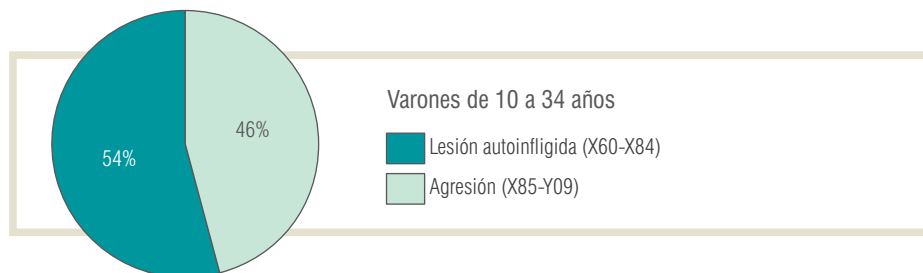 Varones de 10 a 34 años
46%
Lesión autoinfligida (X60-X84)
54%
Agresión (X85-Y09)